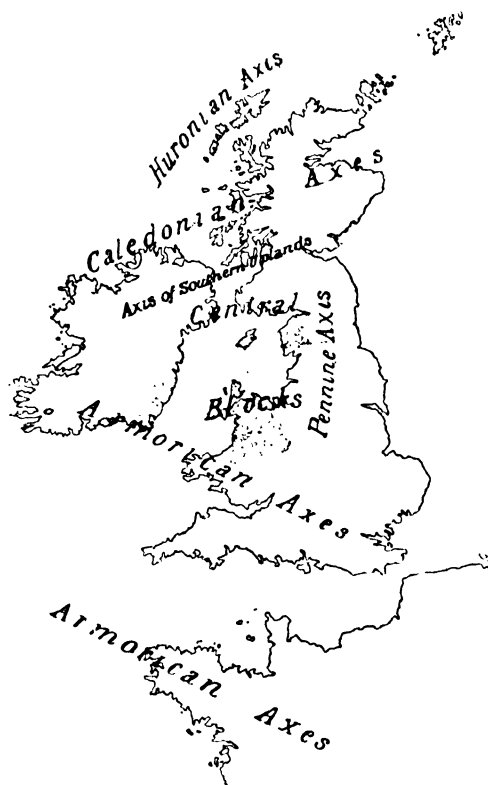 Huronian Axis
Caledonian Axes
Axis of Southern Uplands
Central
Blocks
Pennine Axis
Armorican Axes
Armorican Axes